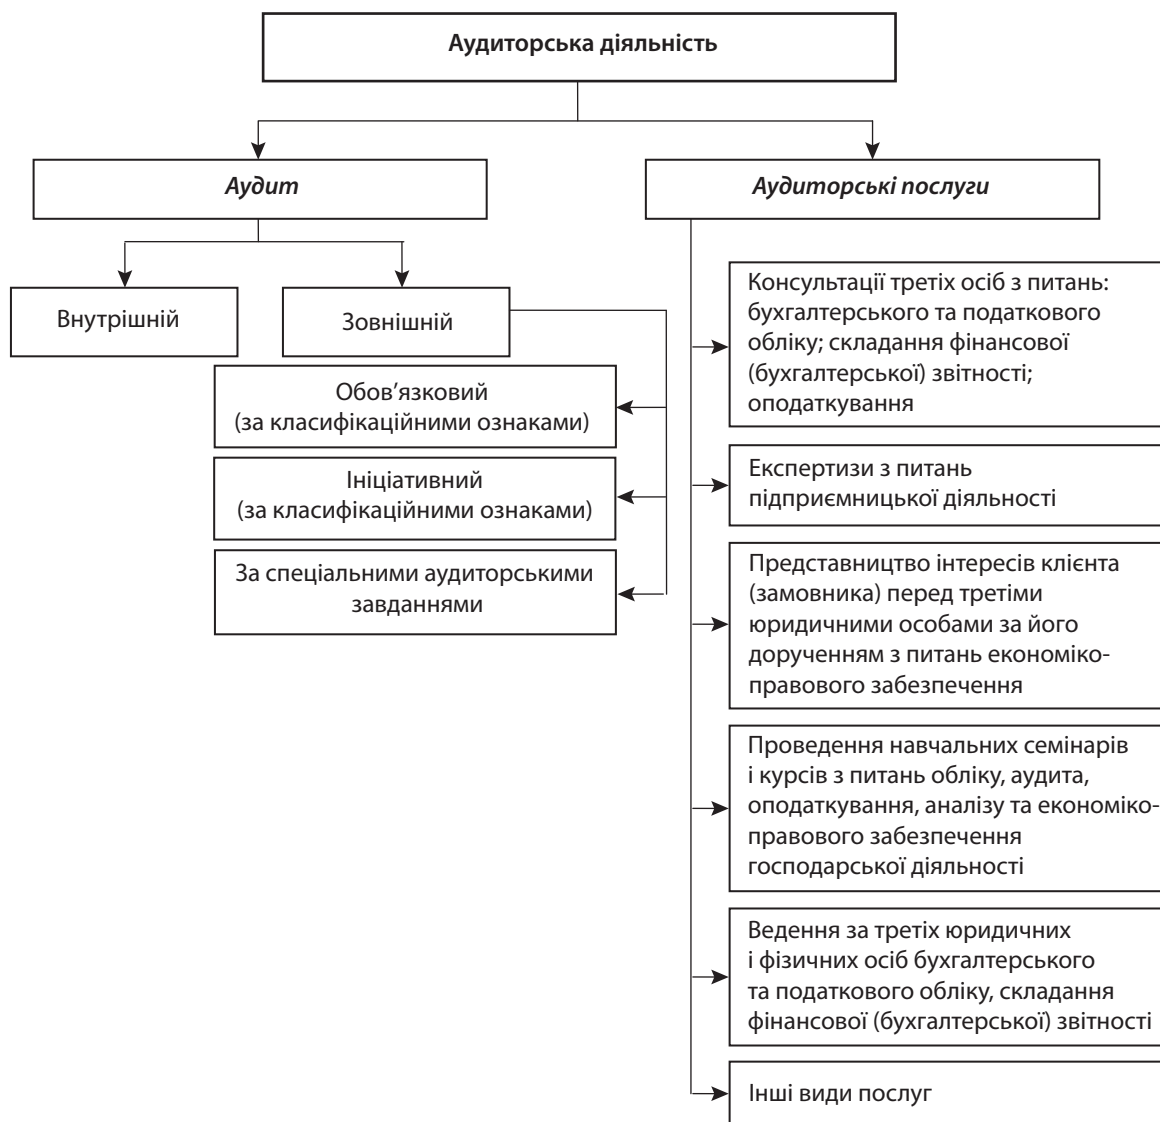 Аудиторська діяльність
Аудит
Аудиторські послуги
Внутрішній
Зовнішній
Обов’язковий
(за класифікаційними ознаками)
Ініціативний
(за класифікаційними ознаками)
За спеціальними аудиторськими
завданнями
Консультації третіх осіб з питань:
бухгалтерського та податкового
обліку; складання фінансової
(бухгалтерської) звітності;
оподаткування
Експертизи з питань
підприємницької діяльності
Представництво інтересів клієнта
(замовника) перед третіми
юридичними особами за його
дорученням з питань економіко-
правового забезпечення
Проведення навчальних семінарів
і курсів з питань обліку, аудита,
оподаткування, аналізу та економіко-
правового забезпечення
господарської діяльності
Ведення за третіх юридичних
і фізичних осіб бухгалтерського
та податкового обліку, складання
фінансової (бухгалтерської) звітності
Інші види послуг